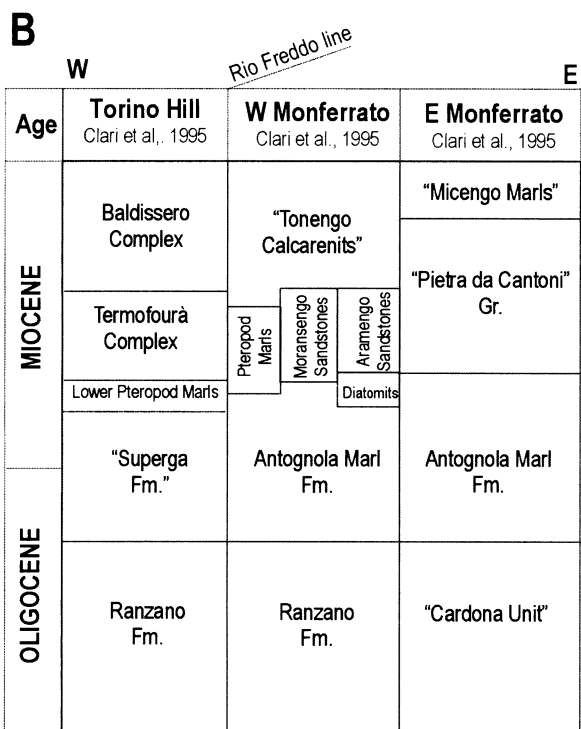 B
W
Rio Freddo line
E
Age
Torino Hill
Clari et al,. 1995
W Monferrato
Clari et al., 1995
E Monferrato
Clari et al., 1995
MIOCENE
OLIGOCENE
Baldissero
Complex
Termofourà
Complex
Lower Pteropod Marls
“Superga
Fm.”
Ranzano
Fm.
“Tonengo
Calcarenits”
Pteropod
Marls
Moransengo
Sandstones
Aramengo
Sandstones
Diatomits
Antognola Marl
Fm.
Ranzano
Fm.
“Micengo Marls”
“Pietra da Cantoni”
Gr.
Antognola Marl
Fm.
“Cardona Unit”